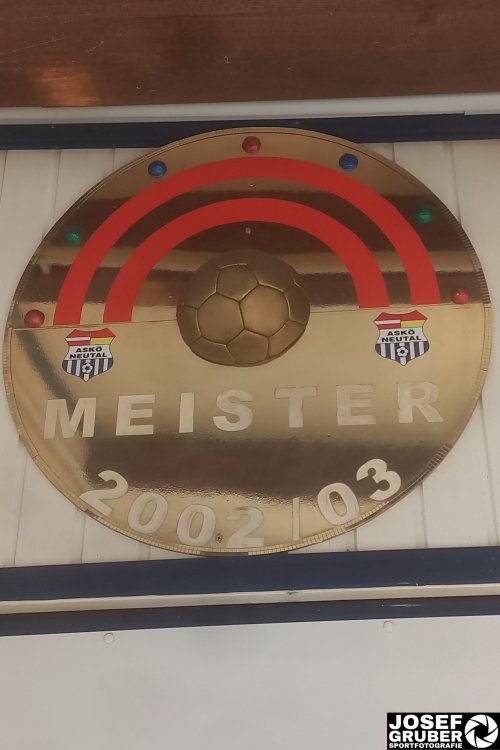 ASKÖ
NEUTAL
ASKÖ
NEUTAL
MEISTER
2002/03
JOSEF
GRUBER
SPORTFOTOGRAFIE